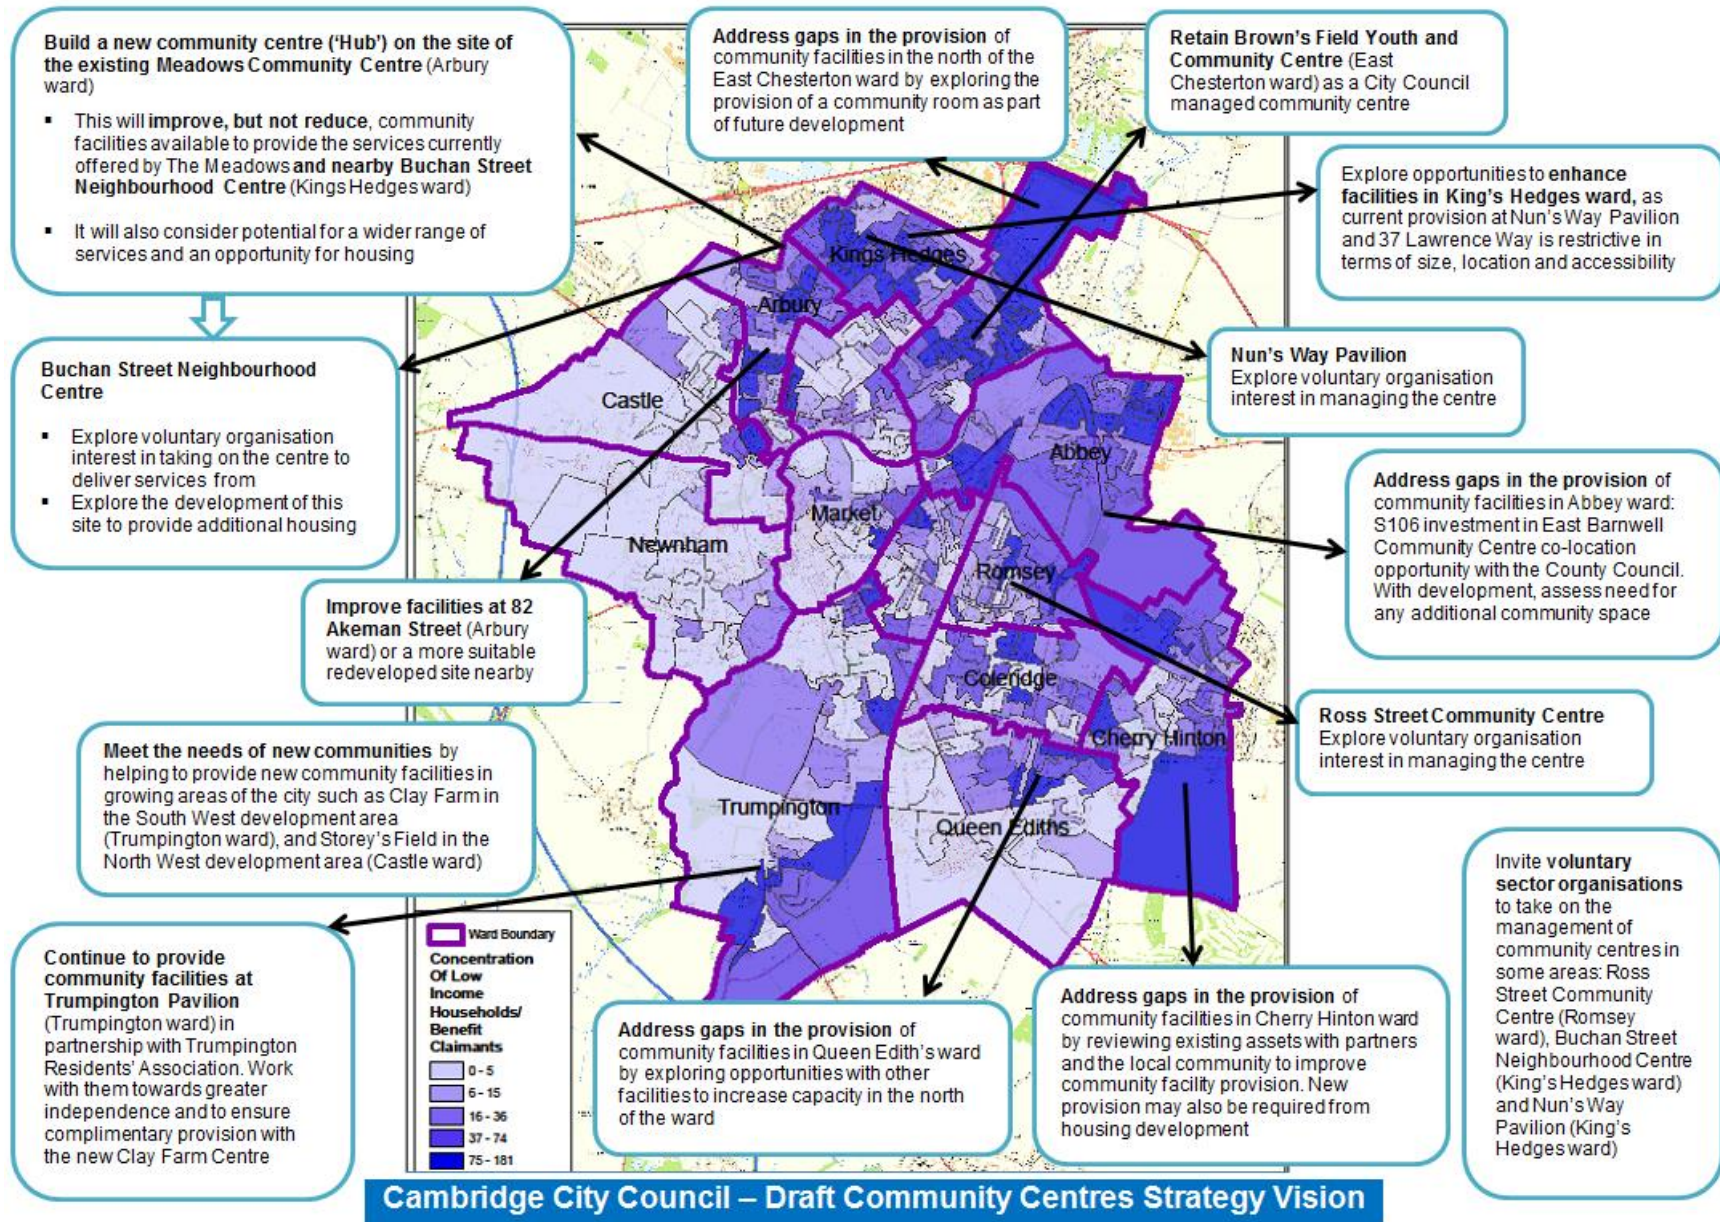 Build a new community centre (‘Hub’) on the site of
the existing Meadows Community Centre (Arbury
ward)
▪ This will improve, but not reduce, community
facilities available to provide the services currently
offered by The Meadows and nearby Buchan Street
Neighbourhood Centre (Kings Hedges ward)
▪ It will also consider potential for a wider range of
services and an opportunity for housing
Address gaps in the provision of
community facilities in the north of the
East Chesterton ward by exploring the
provision of a community room as part
of future development
Retain Brown’s Field Youth and
Community Centre (East
Chesterton ward) as a City Council
managed community centre
Explore opportunities to enhance
facilities in King’s Hedges ward, as
current provision at Nun’s Way Pavilion
and 37 Lawrence Way is restrictive in
terms of size, location and accessibility
Buchan Street Neighbourhood
Centre
▪ Explore voluntary organisation
interest in taking on the centre to
deliver services from
▪ Explore the development of this
site to provide additional housing
Nun’s Way Pavilion
Explore voluntary organisation
interest in managing the centre
Address gaps in the provision of
community facilities in Abbey ward:
S106 investment in East Barnwell
Community Centre co-location
opportunity with the County Council.
With development, assess need for
any additional community space
Improve facilities at 82
Akeman Street (Arbury
ward) or a more suitable
redeveloped site nearby
Ross Street Community Centre
Explore voluntary organisation
interest in managing the centre
Meet the needs of new communities by
helping to provide new community facilities in
growing areas of the city such as Clay Farm in
the South West development area
(Trumpington ward), and Storey’s Field in the
North West development area (Castle ward)
Continue to provide
community facilities at
Trumpington Pavilion
(Trumpington ward) in
partnership with Trumpington
Residents’ Association. Work
with them towards greater
independence and to ensure
complimentary provision with
the new Clay Farm Centre
Address gaps in the provision of
community facilities in Queen Edith’s ward
by exploring opportunities with other
facilities to increase capacity in the north
of the ward
Address gaps in the provision of
community facilities in Cherry Hinton ward
by reviewing existing assets with partners
and the local community to improve
community facility provision. New
provision may also be required from
housing development
Invite voluntary
sector organisations
to take on the
management of
community centres in
some areas: Ross
Street Community
Centre (Romsey
ward), Buchan Street
Neighbourhood Centre
(King’s Hedges ward)
and Nun’s Way
Pavilion (King’s
Hedges ward)
Kings Hedges
Arbury
Castle
Abbey
Market
Newnham
Romsey
Coleridge
Cherry Hinton
Trumpington
Queen Ediths
Ward Boundary
Concentration
Of Low
Income
Households/
Benefit
Claimants
0 - 5
6 - 15
16 - 36
37 - 74
75 - 181
Cambridge City Council – Draft Community Centres Strategy Vision